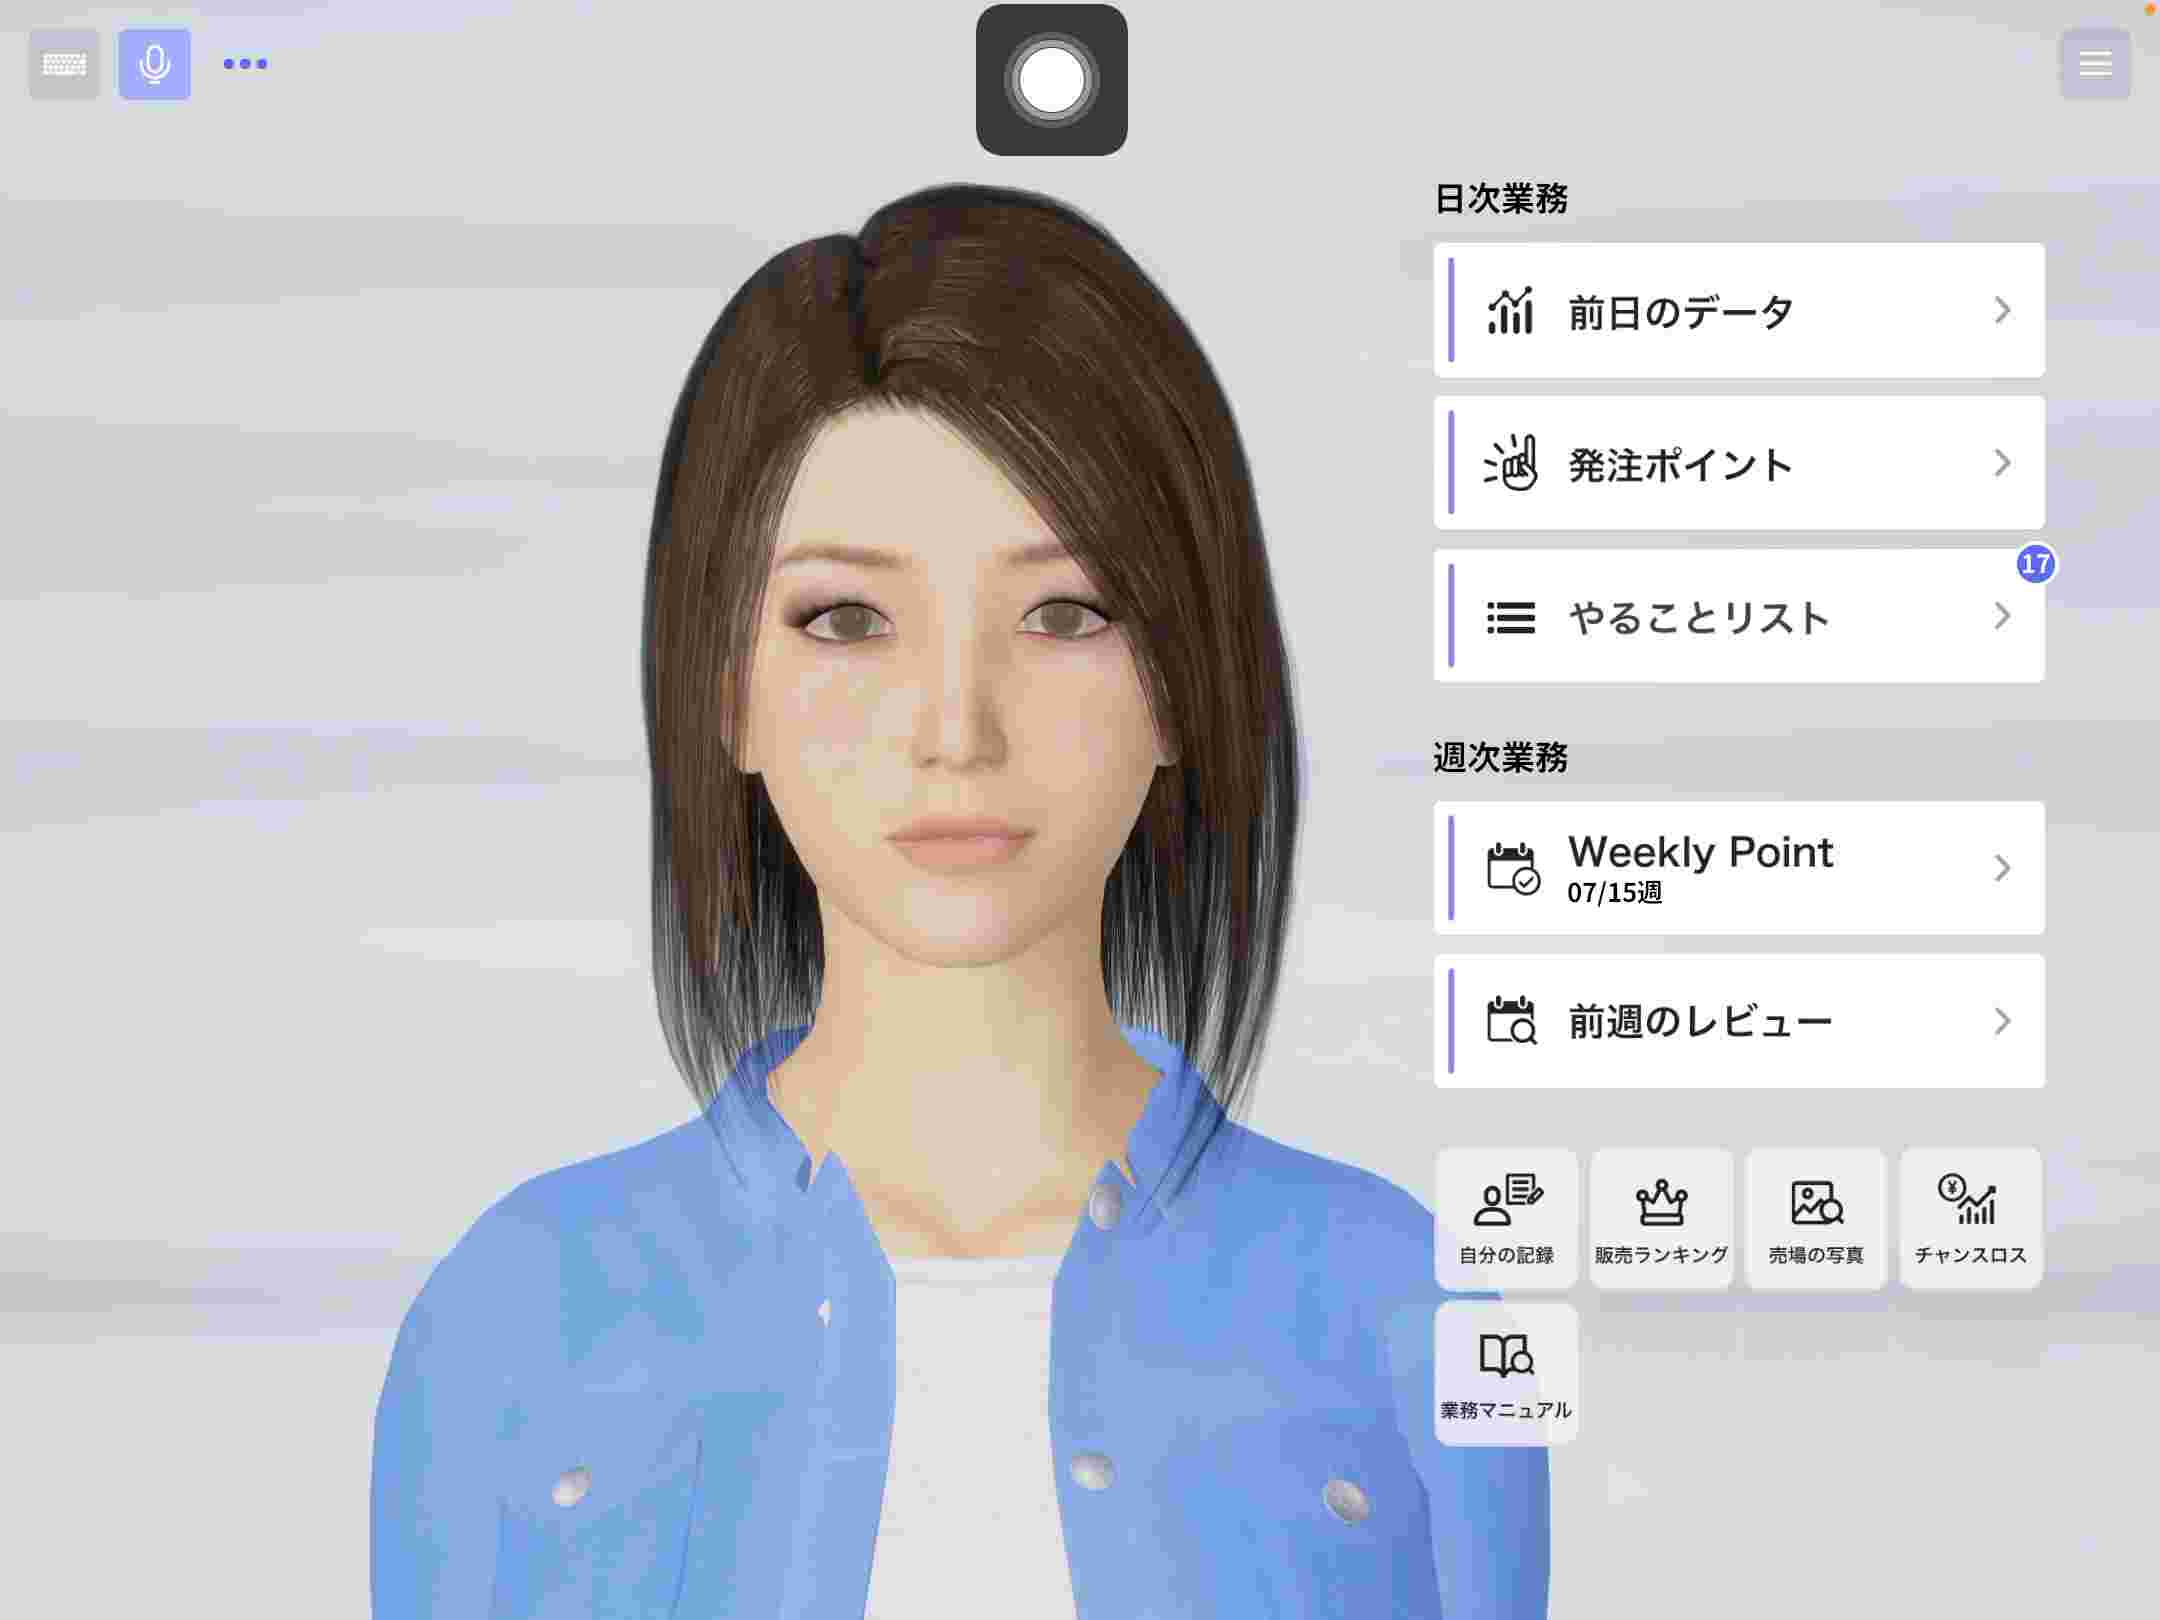 日次業務
前日のデータ
発注ポイント
17
やることリスト
週次業務
Weekly Point
07/15週
前週のレビュー
自分の記録
販売ランキング
売場の写真
チャンスロス
業務マニュアル